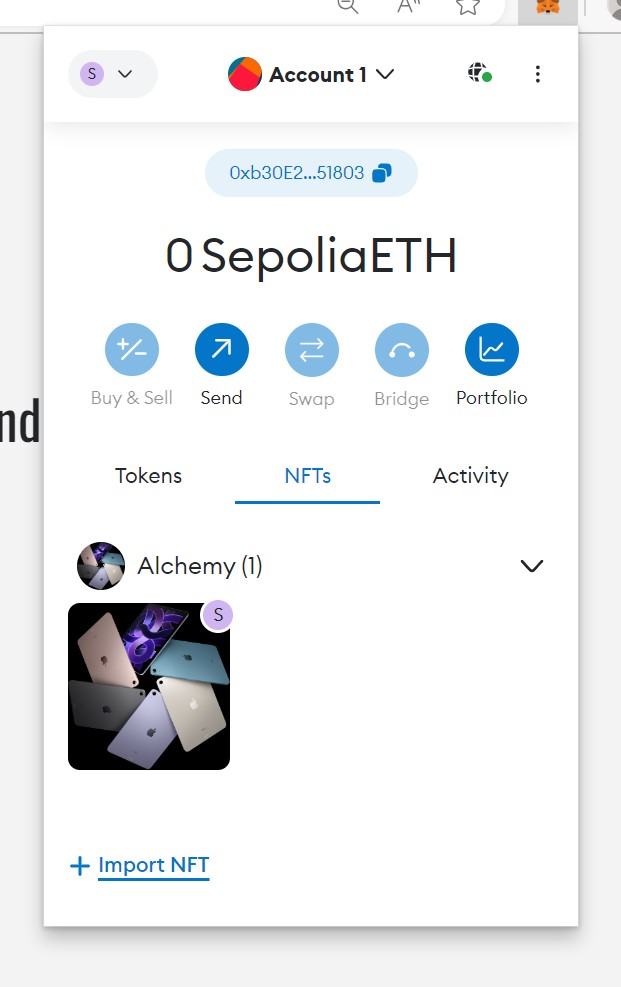 A
S
Account 1
0xb30E2...51803
0 SepoliaETH
Buy & Sell
Send
Swap
Bridge
Portfolio
nd
Tokens
NFTs
Activity
Alchemy (1)
S
Import NFT